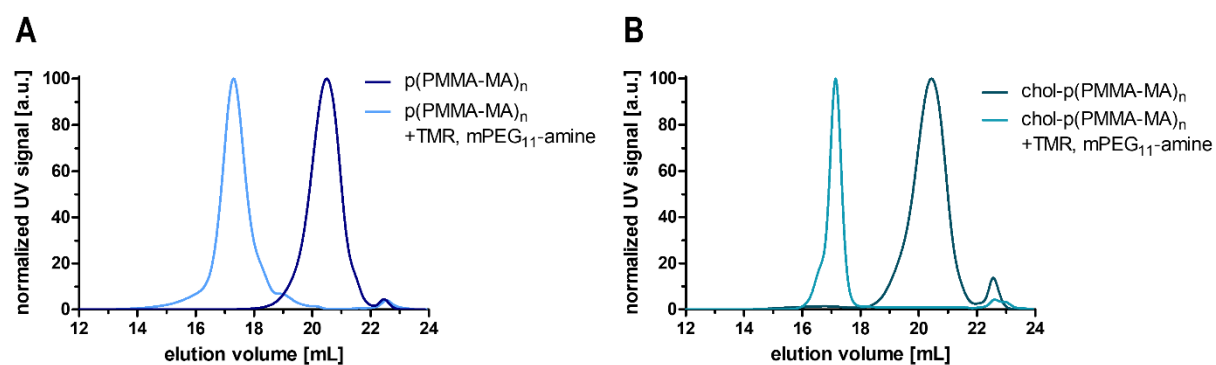 A
normalized UV signal [a.u.]
100
80
60
40
20
0
12 14 16 18 20 22 24
elution volume [mL]
p(PMMA-MA)n
p(PMMA-MA)n
+TMR, mPEG11-amine
B
normalized UV signal [a.u.]
100
80
60
40
20
0
12 14 16 18 20 22 24
elution volume [mL]
chol-p(PMMA-MA)n
chol-p(PMMA-MA)n
+TMR, mPEG11-amine